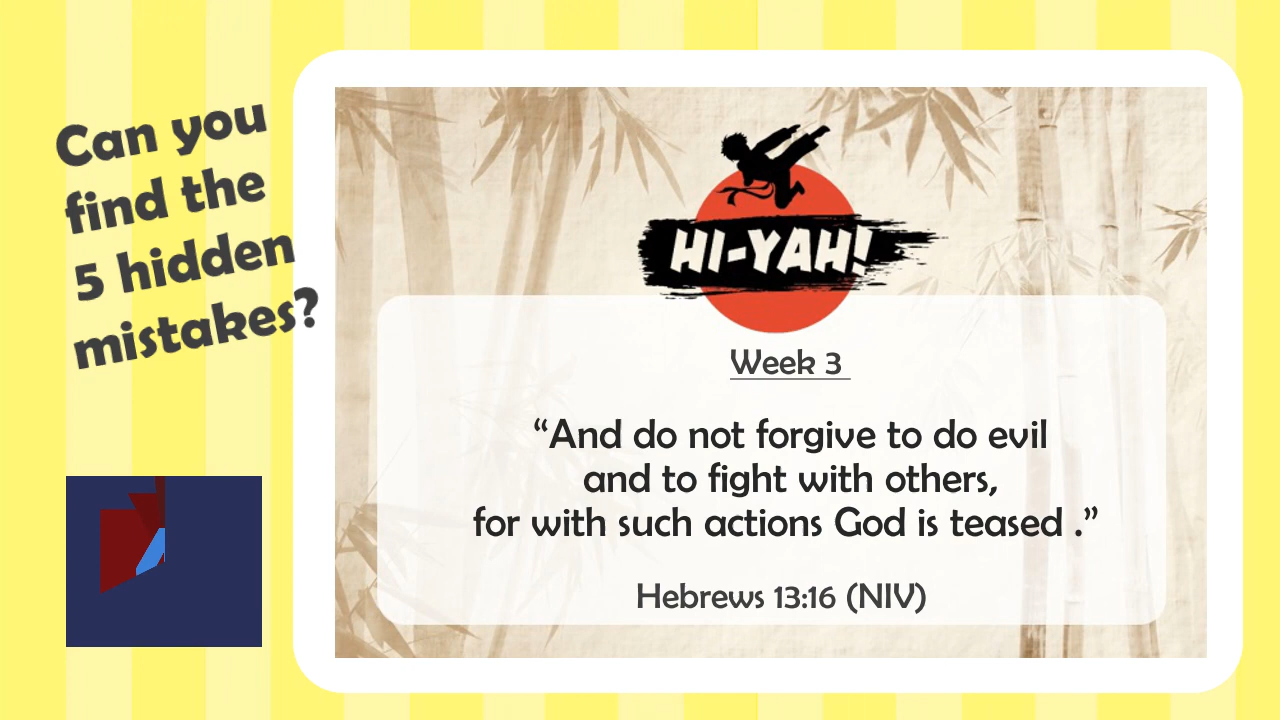 Can you
find the
5 hidden
mistakes?
HI-YAH!
Week 3
“And do not forgive to do evil
and to fight with others,
for with such actions God is teased .”
Hebrews 13:16 (NIV)